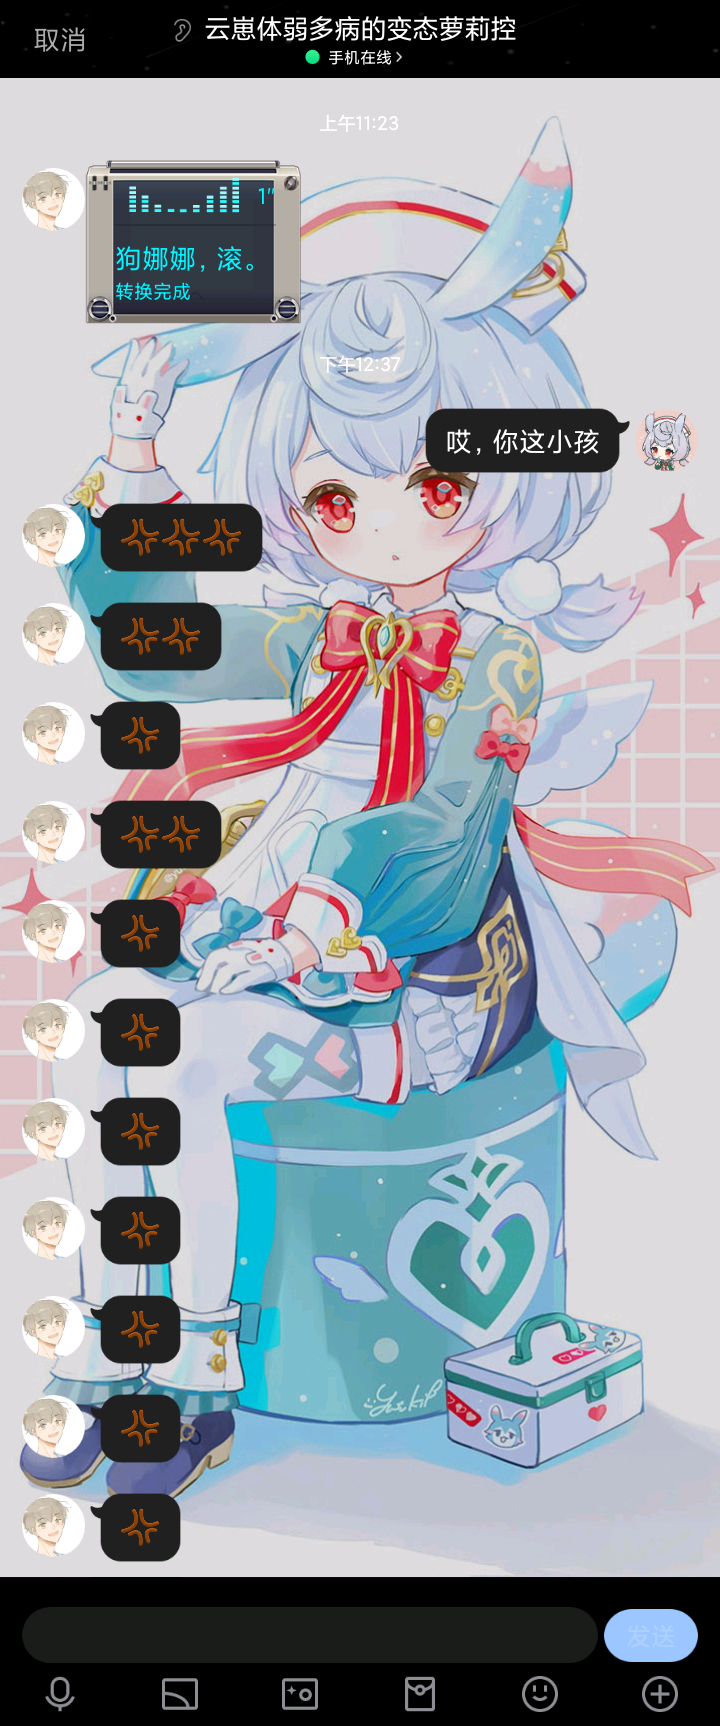 取消
云崽体弱多病的变态萝莉控
手机在线
上午11:23
1"
狗娜娜，滚。
转换完成
下午12:37
哎，你这小孩
发送